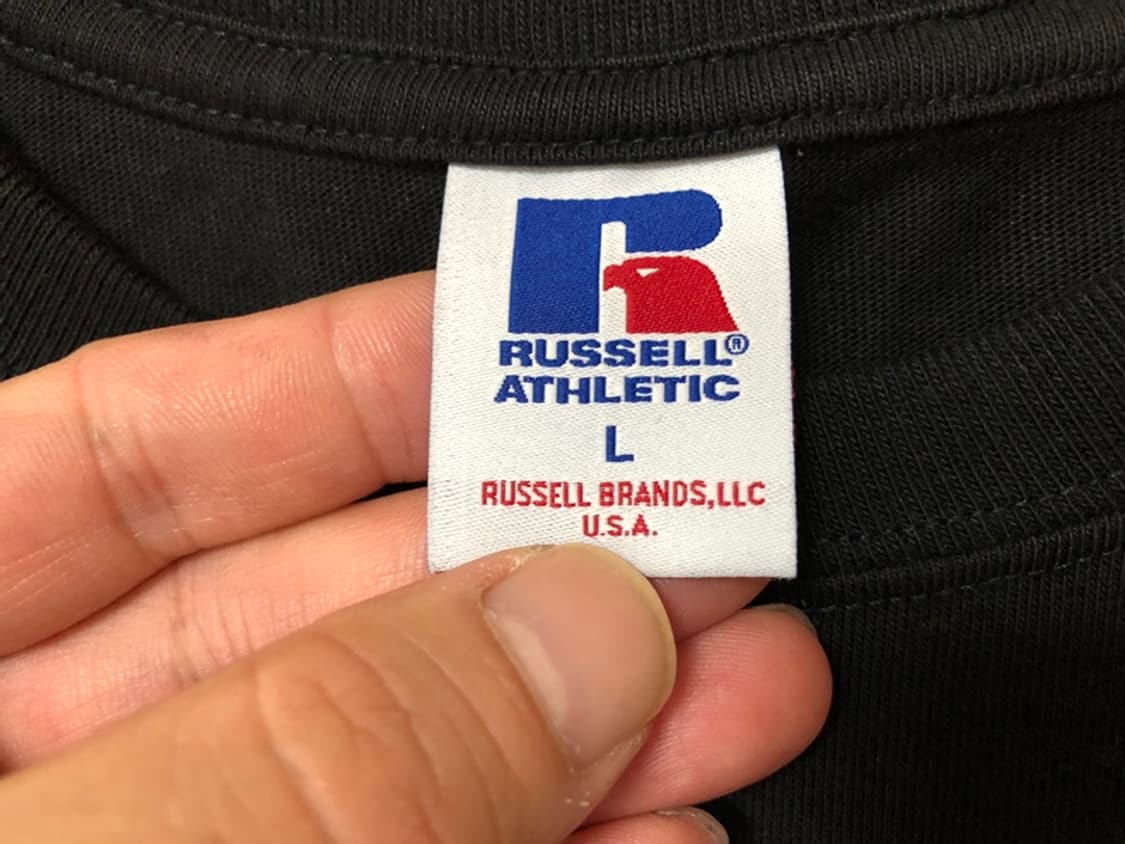 RUSSELL®
ATHLETIC
L
RUSSELL BRANDS,LLC
U.S.A.